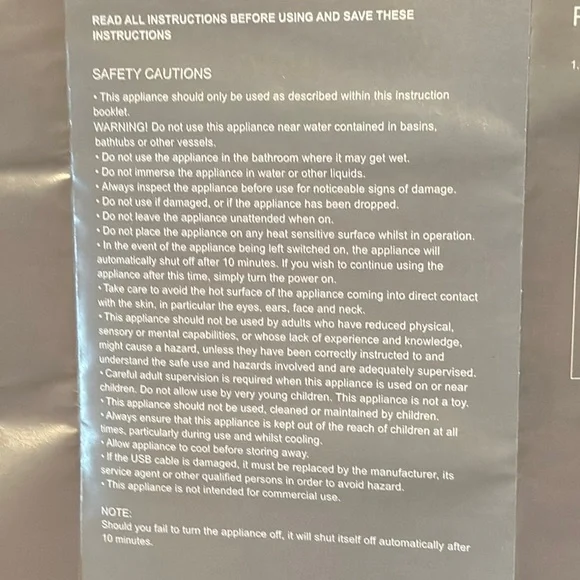 READ ALL INSTRUCTIONS BEFORE USING AND SAVE THESE
INSTRUCTIONS
SAFETY CAUTIONS
• This appliance should only be used as described within this instruction
booklet.
WARNING! Do not use this appliance near water contained in basins,
bathtubs or other vessels.
• Do not use the appliance in the bathroom where it may get wet.
• Do not immerse the appliance in water or other liquids.
• Always inspect the appliance before use for noticeable signs of damage.
• Do not use if damaged, or if the appliance has been dropped.
• Do not leave the appliance unattended when on.
• Do not place the appliance on any heat sensitive surface whilst in operation.
• In the event of the appliance being left switched on, the appliance will
automatically shut off after 10 minutes. If you wish to continue using the
appliance after this time, simply turn the power on.
• Take care to avoid the hot surface of the appliance coming into direct contact
with the skin, in particular the eyes, ears, face and neck.
• This appliance should not be used by adults who have reduced physical,
sensory or mental capabilities, or whose lack of experience and knowledge,
might cause a hazard, unless they have been correctly instructed to and
understand the safe use and hazards involved and are adequately supervised.
• Careful adult supervision is required when this appliance is used on or near
children. Do not allow use by very young children. This appliance is not a toy.
• This appliance should not be used, cleaned or maintained by children.
• Always ensure that this appliance is kept out of the reach of children at all
times, particularly during use and whilst cooling.
• Allow appliance to cool before storing away.
• If the USB cable is damaged, it must be replaced by the manufacturer, its
service agent or other qualified persons in order to avoid hazard.
• This appliance is not intended for commercial use.
NOTE:
Should you fail to turn the appliance off, it will shut itself off automatically after
10 minutes.
1.